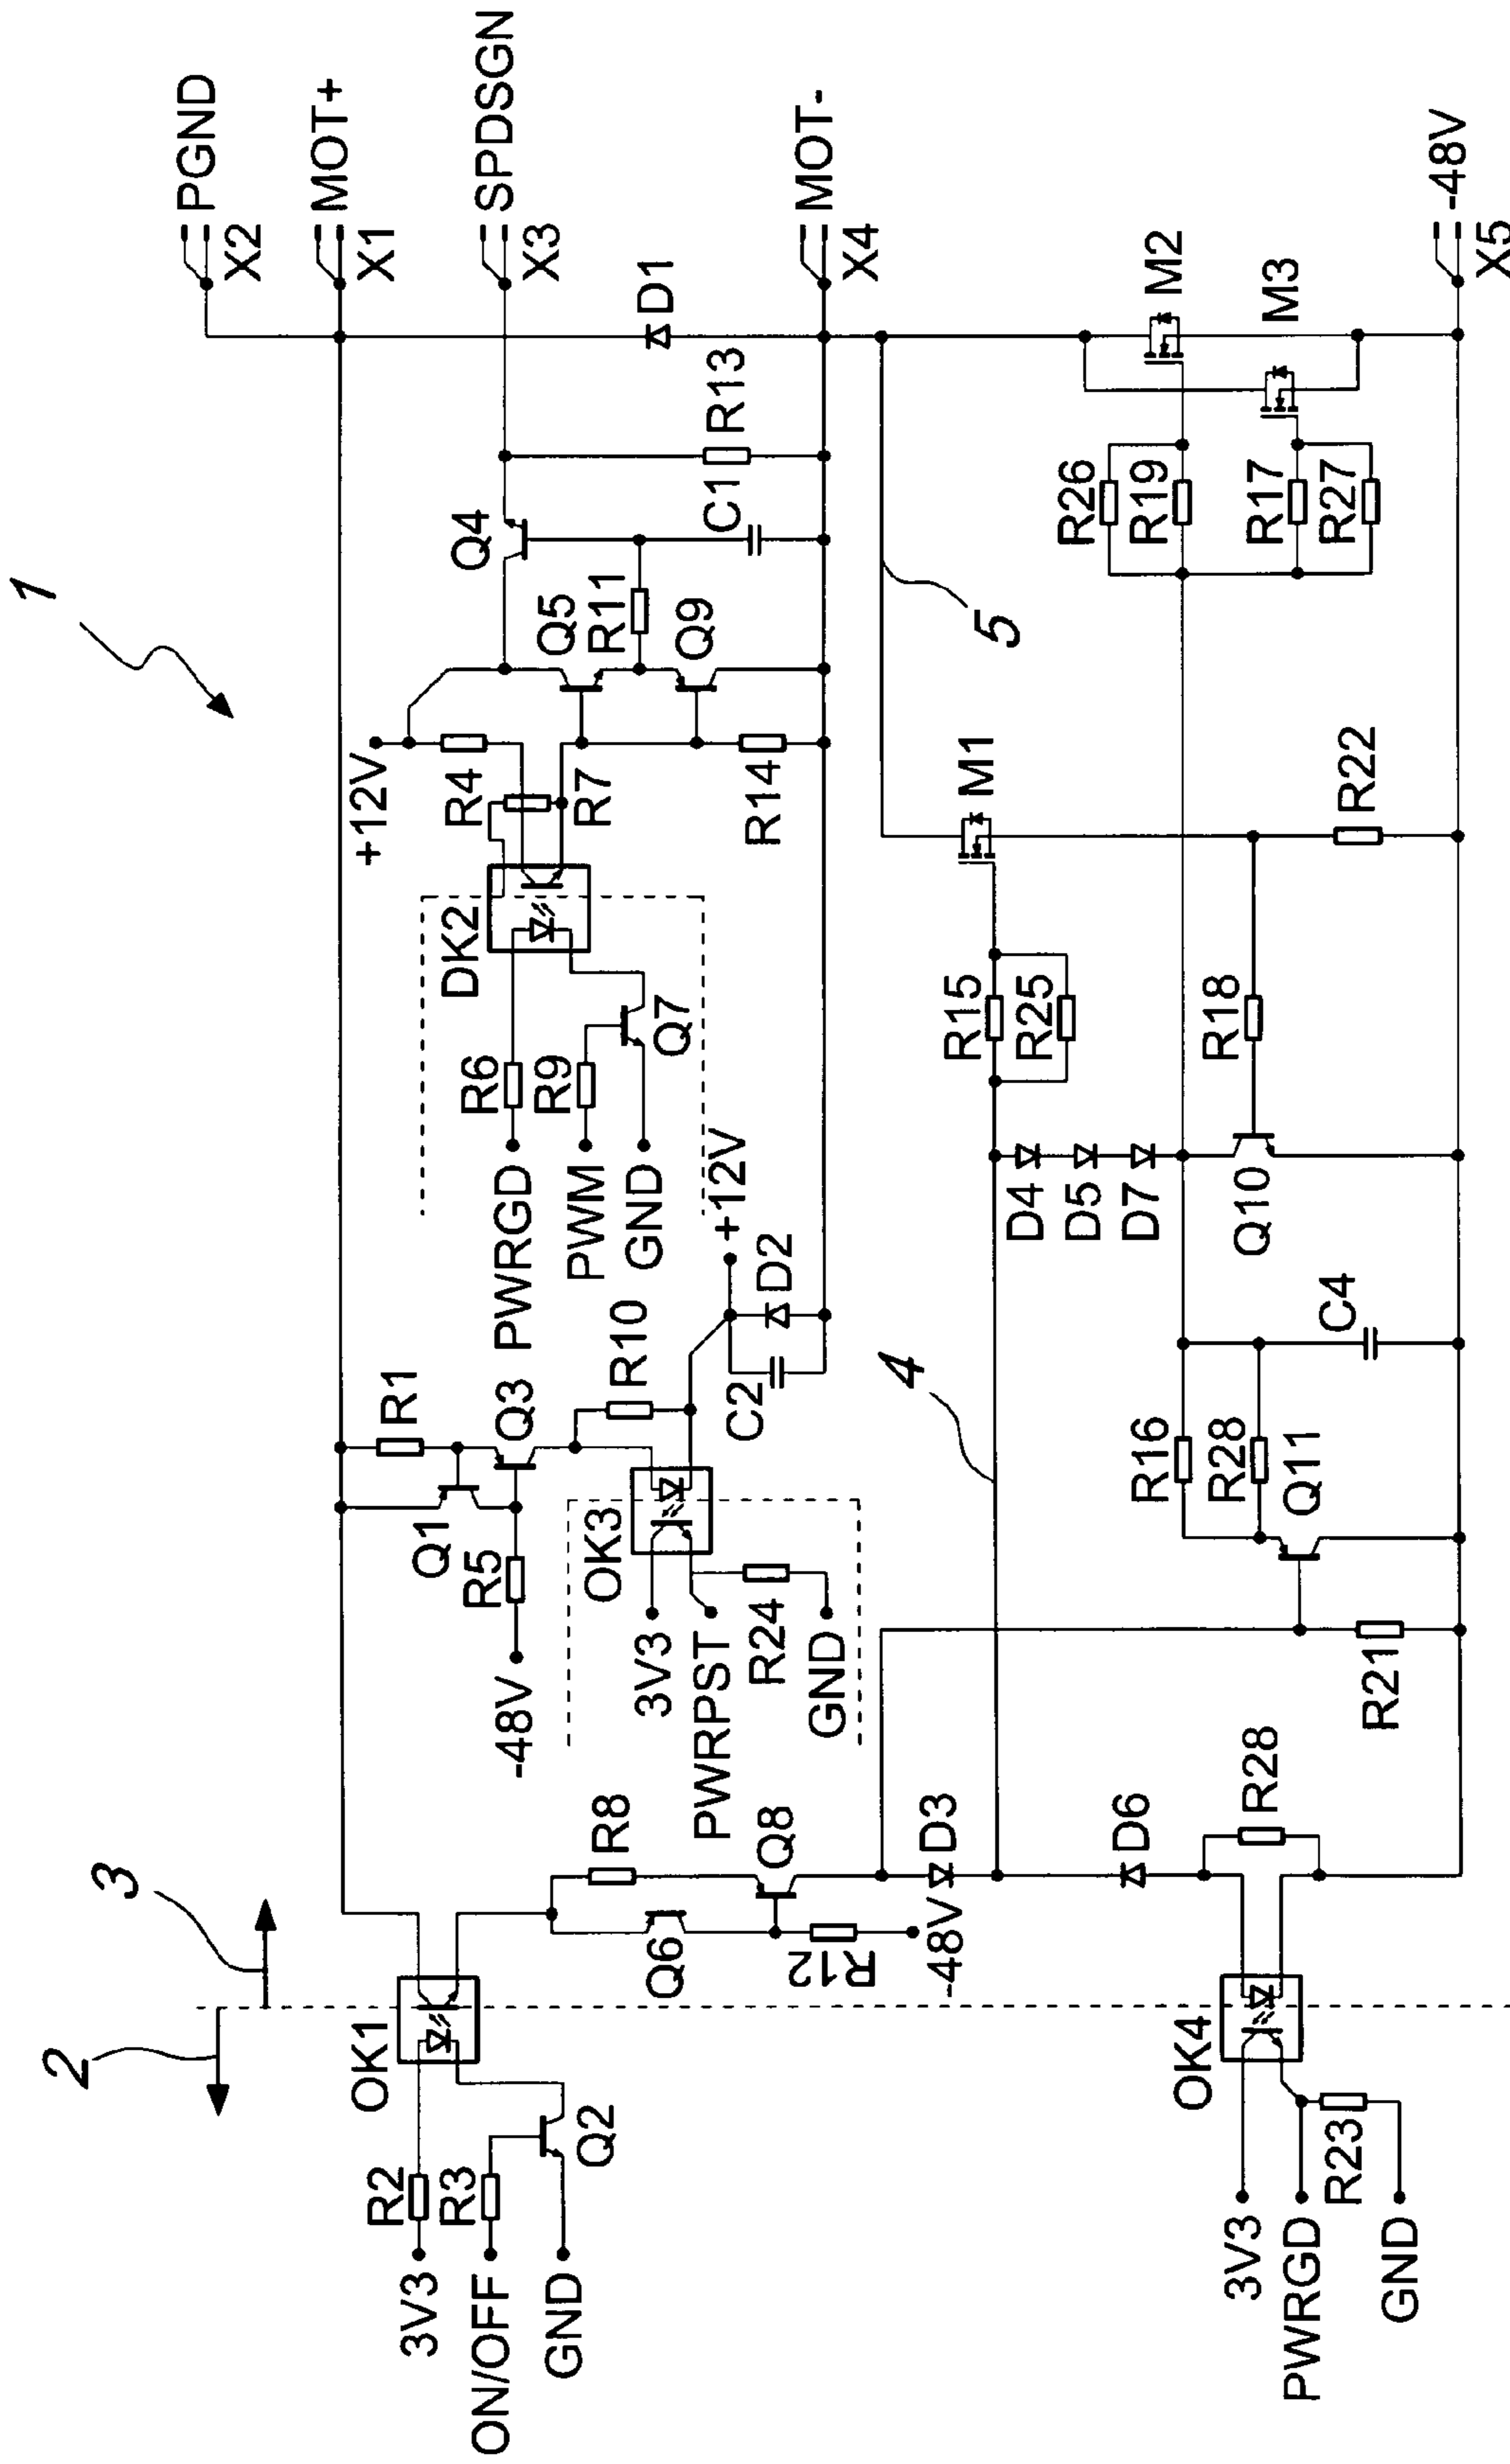 1
2
3
PGND
X2
MOT+
X1
SPDSGN
X3
MOT-
X4
-48V
X5
D1
R13
C1
Q4
Q5
R11
Q9
+12V
R4
R7
R14
DK2
R6
R9
Q7
PWRGD
PWM
GND
+12V
D2
C2
R10
R1
Q3
Q1
R5
-48V
OK3
3V3
PWRPST
R24
GND
OK1
R2
3V3
R3
ON/OFF
Q2
GND
R8
Q8
Q6
R12
-48V
D3
D6
R28
OK4
3V3
PWRGD
R23
GND
R21
4
5
M1
M2
M3
R26
R19
R17
R27
R22
R15
R25
R18
D4
D5
D7
Q10
C4
R16
R28
Q11